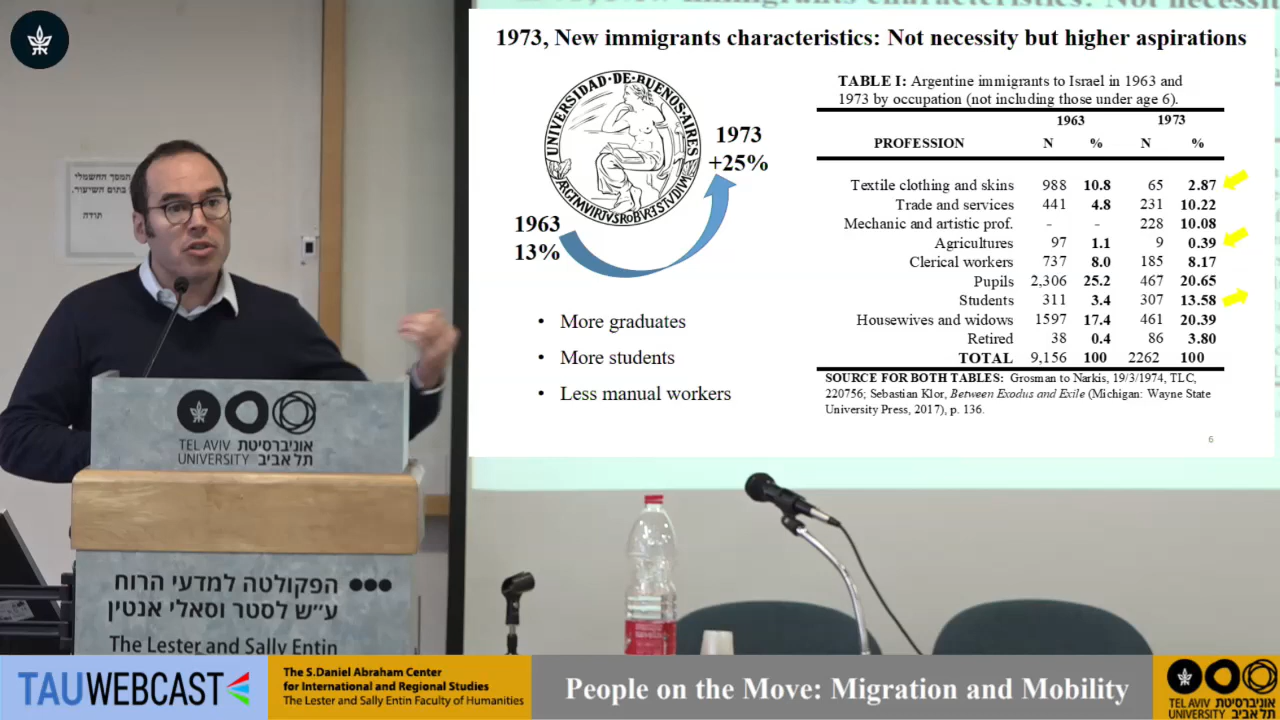 1973, New immigrants characteristics: Not necessity but higher aspirations
UNIVERSIDAD·DE·BUENOS·AIRES
1963
13%
1973
+25%
• More graduates
• More students
• Less manual workers
TABLE I: Argentine immigrants to Israel in 1963 and
1973 by occupation (not including those under age 6).
1963 1973
PROFESSION N % N %
Textile clothing and skins 988 10.8 65 2.87
Trade and services 441 4.8 231 10.22
Mechanic and artistic prof. - - 228 10.08
Agricultures 97 1.1 9 0.39
Clerical workers 737 8.0 185 8.17
Pupils 2,306 25.2 467 20.65
Students 311 3.4 307 13.58
Housewives and widows 1597 17.4 461 20.39
Retired 38 0.4 86 3.80
TOTAL 9,156 100 2262 100
SOURCE FOR BOTH TABLES: Grosman to Narkis, 19/3/1974, TLC,
220756; Sebastian Klor, Between Exodus and Exile (Michigan: Wayne State
University Press, 2017), p. 136.
6
המסך החשמלי
בתום השיעור.
תודה
TEL AVIV אוניברסיטת
UNIVERSITY תל אביב
הפקולטה למדעי הרוח
ע״ש לסטר וסאלי אנטין
The Lester and Sally Entin
TAUWEBCAST
The S.Daniel Abraham Center
for International and Regional Studies
The Lester and Sally Entin Faculty of Humanities
People on the Move: Migration and Mobility
TEL AVIV אוניברסיטת
UNIVERSITY תל אביב